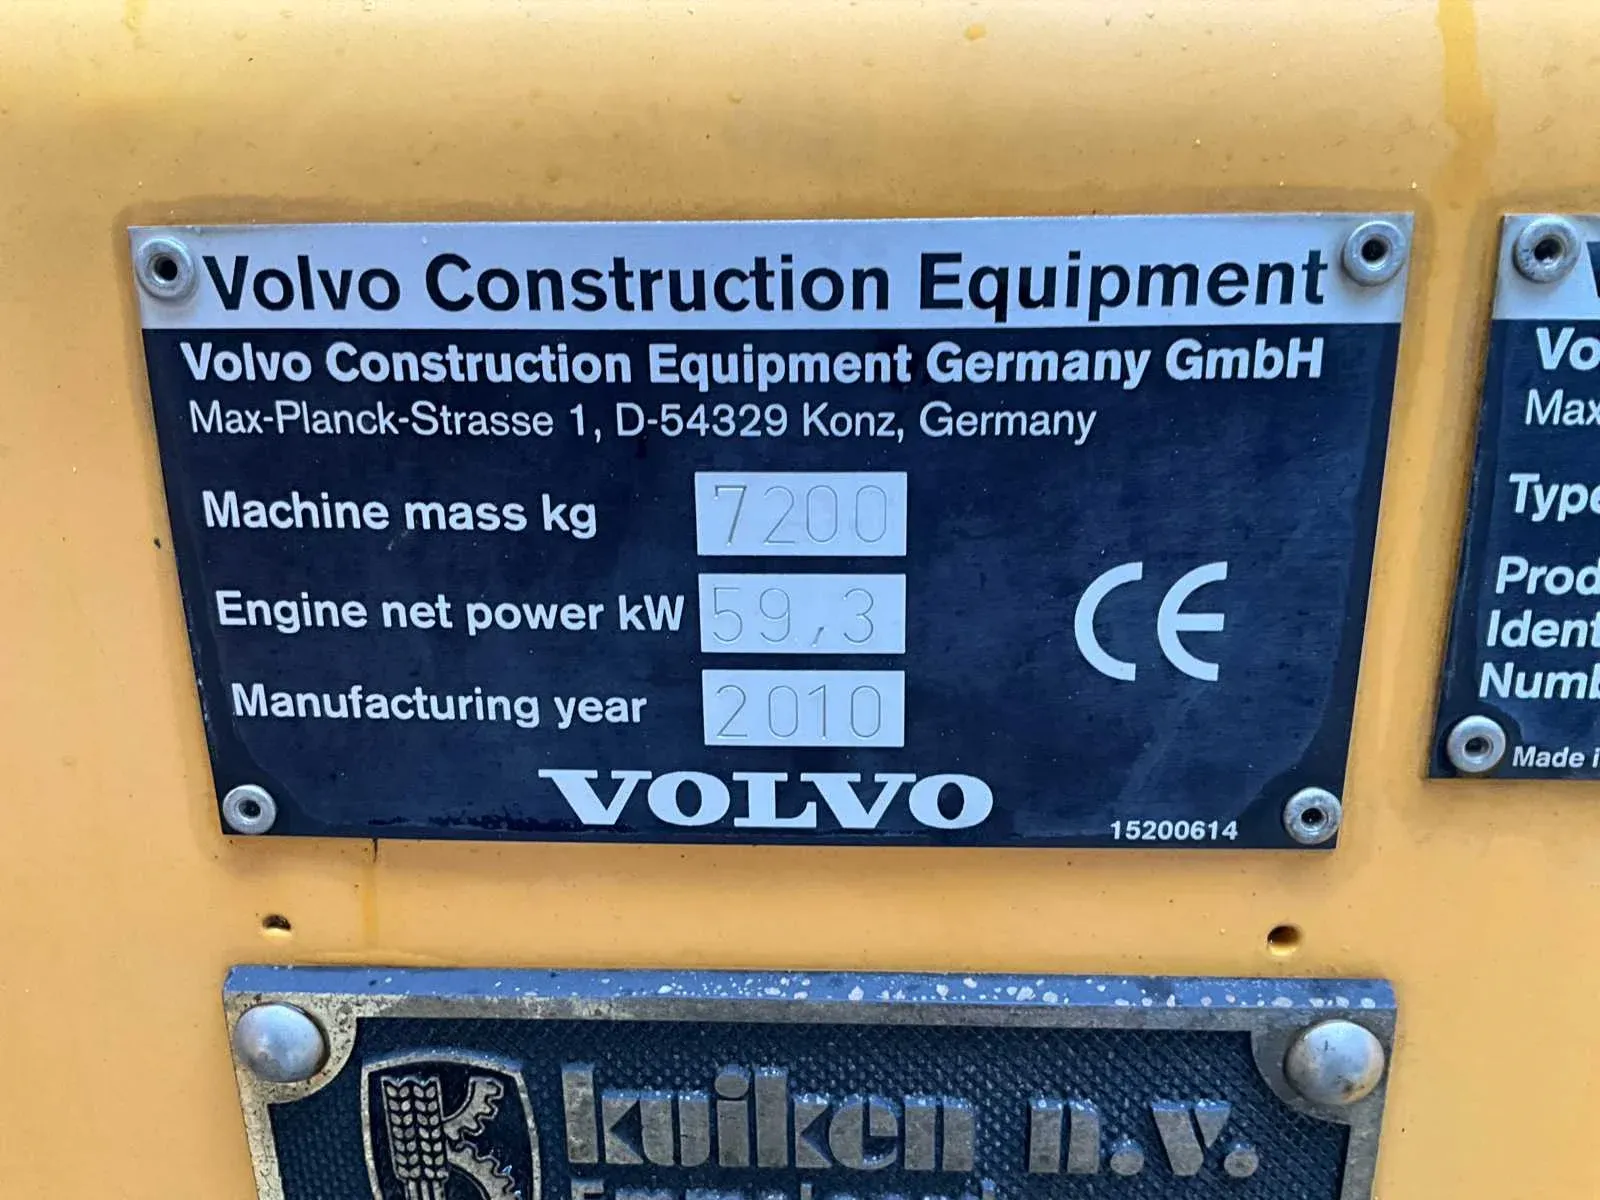 Volvo Construction Equipment
Volvo Construction Equipment Germany GmbH
Max-Planck-Strasse 1, D-54329 Konz, Germany
Machine mass kg 7200
Engine net power kW 59,3
Manufacturing year 2010
CE
VOLVO
15200614
Made
kuiken n.v.